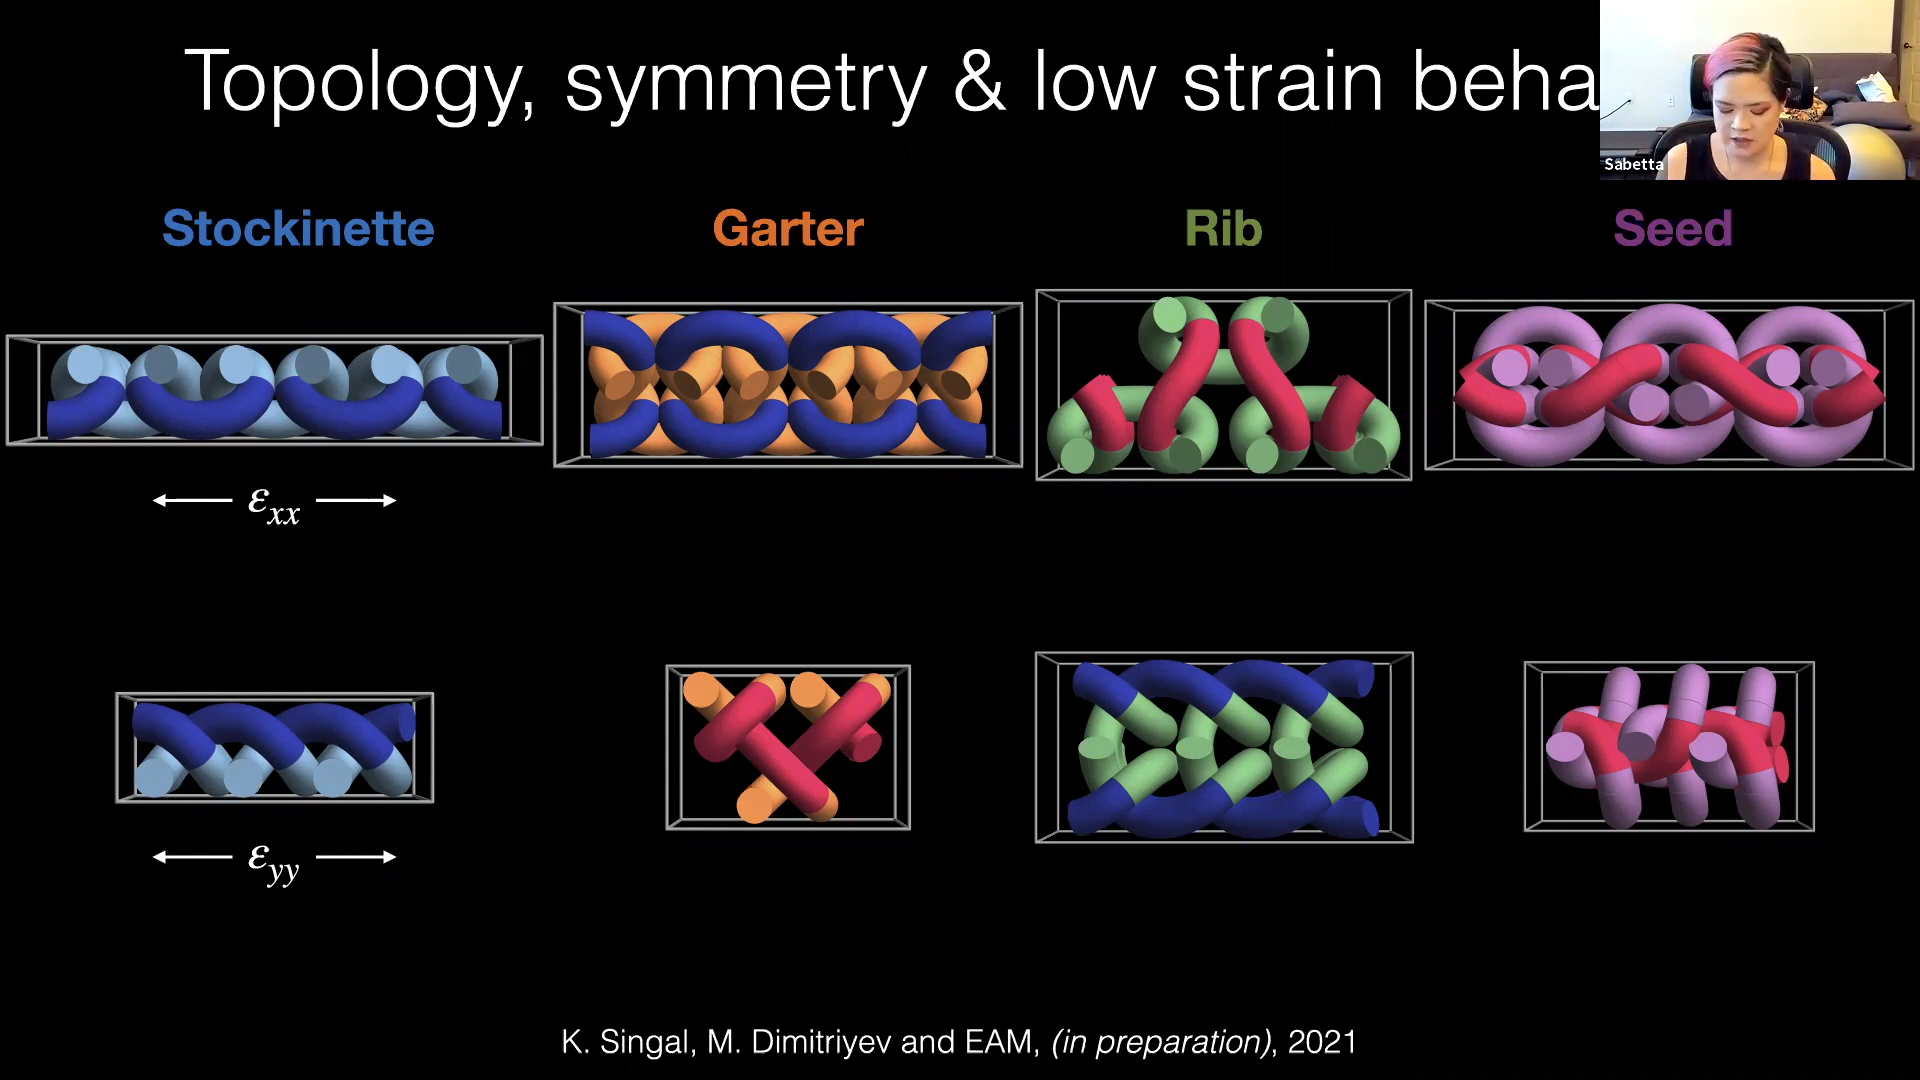 Topology, symmetry & low strain beha
Sabetta
Stockinette
Garter
Rib
Seed
εxx
εyy
K. Singal, M. Dimitriyev and EAM, (in preparation), 2021